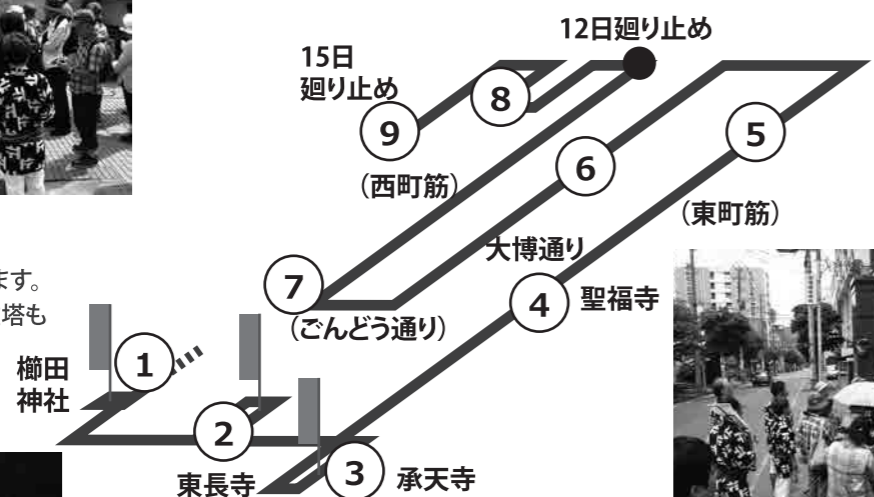 12日廻り止め
15日
廻り止め
⑧
⑨
⑤
⑥
(西町筋)
(東町筋)
大博通り
ます。
⑦
④
聖福寺
塔も
(ごんどう通り)
①
櫛田
神社
②
③
承天寺
東長寺